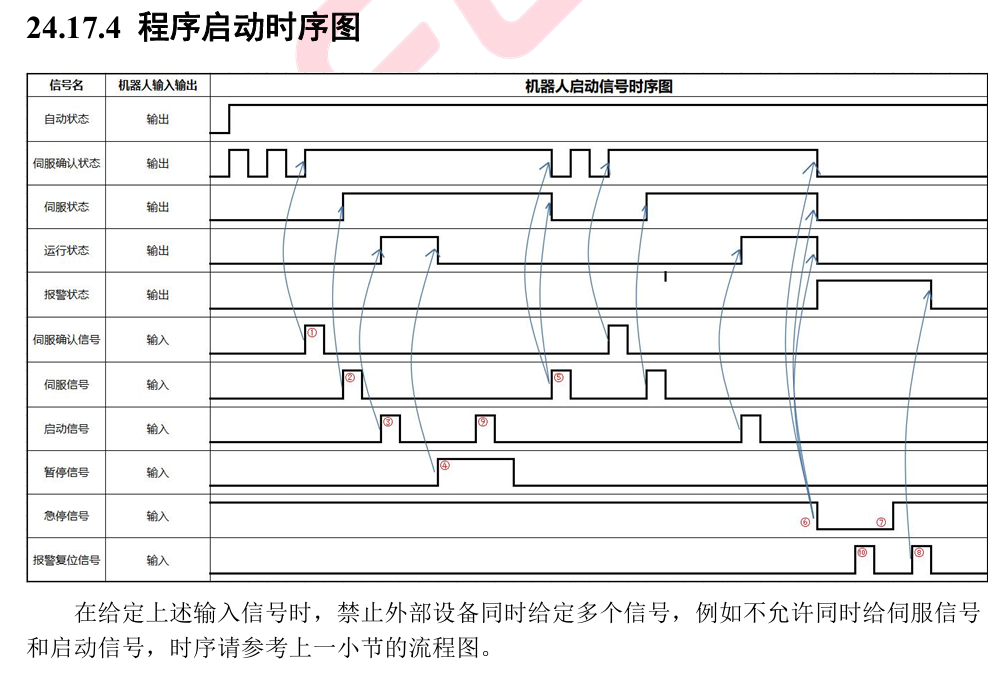 24.17.4 程序启动时序图
信号名 机器人输入输出 机器人启动信号时序图
自动状态 输出
伺服确认状态 输出
伺服状态 输出
运行状态 输出
报警状态 输出
伺服确认信号 输入 ①
伺服信号 输入 ② ⑤
启动信号 输入 ③ ⑨
暂停信号 输入 ④
急停信号 输入 ⑥ ⑦
报警复位信号 输入 ⑩ ⑧
在给定上述输入信号时，禁止外部设备同时给定多个信号，例如不允许同时给伺服信号
和启动信号，时序请参考上一小节的流程图。